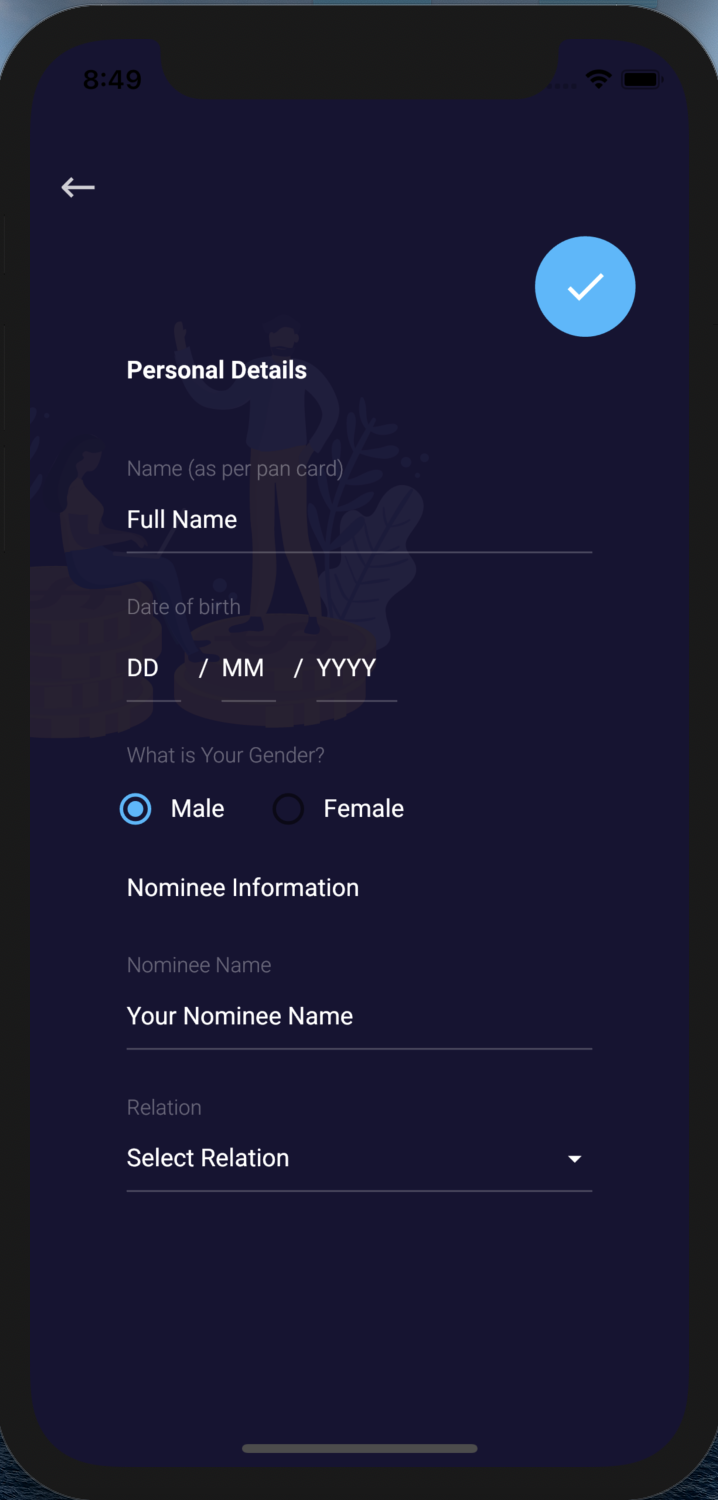 8:49
Personal Details
Name (as per pan card)
Full Name
Date of birth
DD / MM / YYYY
What is Your Gender?
Male Female
Nominee Information
Nominee Name
Your Nominee Name
Relation
Select Relation